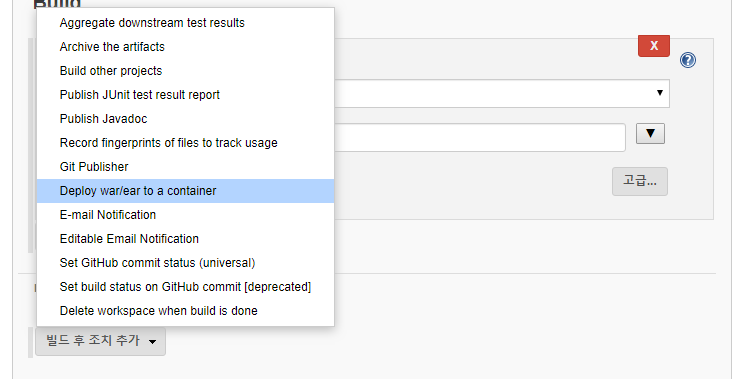 Build
Aggregate downstream test results
Archive the artifacts
Build other projects
Publish JUnit test result report
Publish Javadoc
Record fingerprints of files to track usage
Git Publisher
Deploy war/ear to a container
E-mail Notification
Editable Email Notification
Set GitHub commit status (universal)
Set build status on GitHub commit [deprecated]
Delete workspace when build is done
X
?
고급...
빌드 후 조치 추가